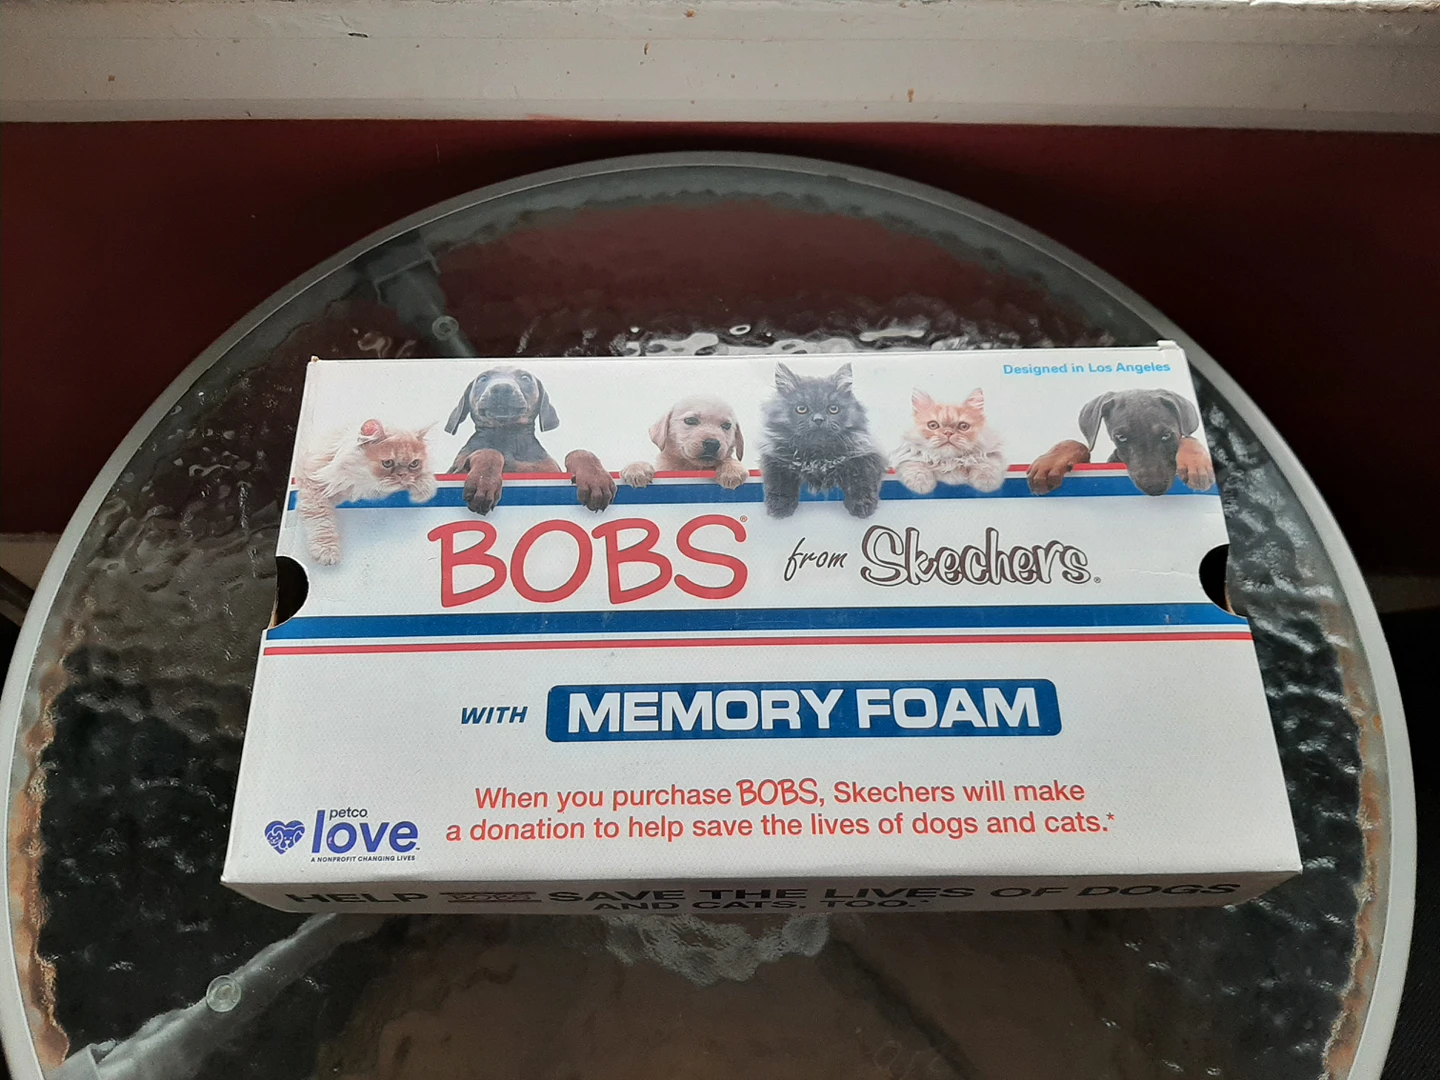 Designed in Los Angeles
BOBS® from Skechers®
WITH MEMORY FOAM
When you purchase BOBS, Skechers will make
a donation to help save the lives of dogs and cats.*
petco
love™
A NONPROFIT CHANGING LIVES
HELP BOBS SAVE THE LIVES OF DOGS
AND CATS, TOO.*